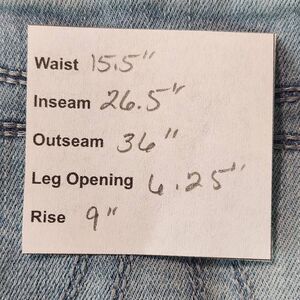 Waist 15.5"
Inseam 26.5"
Outseam 36"
Leg Opening 6.25"
Rise 9"